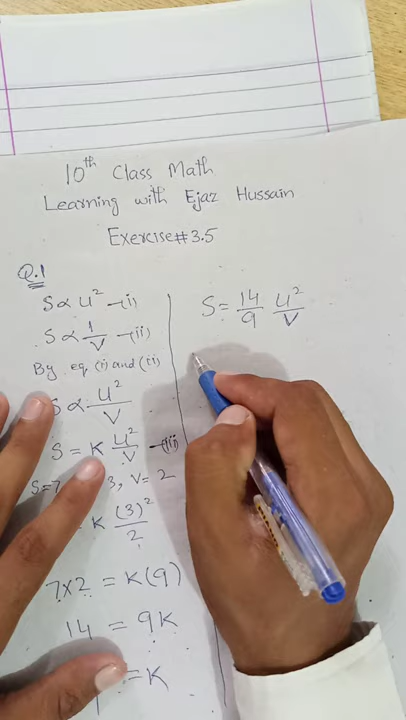 10th Class Math
Learning with Ejaz Hussain
Exercise#3.5
Q.1
S∝ U² —(i)
S∝ 1/V —(ii)
By eq (i) and (ii)
S∝ U²/V
S = K U²/V —(iii)
S=7 3, V= 2
K (3)²/2
7×2 = K(9)
14 = 9K
= K
S= 14/9 U²/V